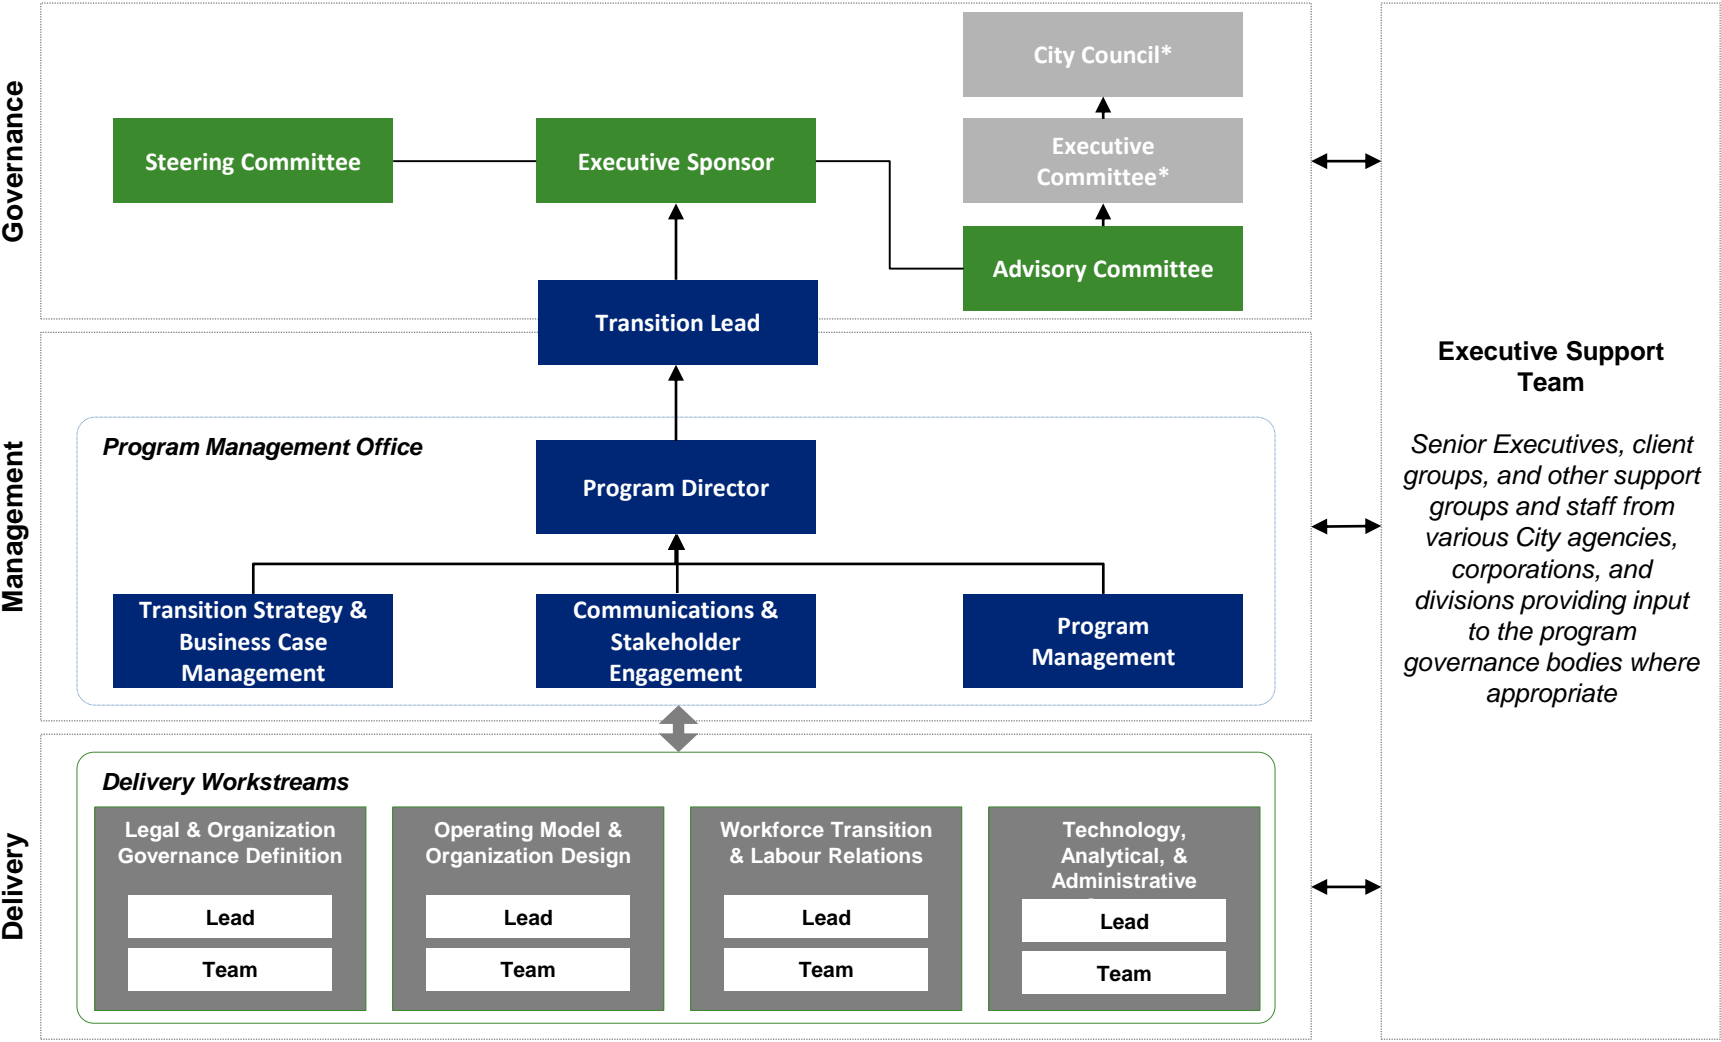 Governance
City Council*
Steering Committee
Executive Sponsor
Executive
Committee*
Advisory Committee
Transition Lead
Management
Program Management Office
Program Director
Transition Strategy &
Business Case
Management
Communications &
Stakeholder
Engagement
Program
Management
Delivery
Delivery Workstreams
Legal & Organization
Governance Definition
Lead
Team
Operating Model &
Organization Design
Lead
Team
Workforce Transition
& Labour Relations
Lead
Team
Technology,
Analytical, &
Administrative
Lead
Team
Executive Support
Team
Senior Executives, client
groups, and other support
groups and staff from
various City agencies,
corporations, and
divisions providing input
to the program
governance bodies where
appropriate